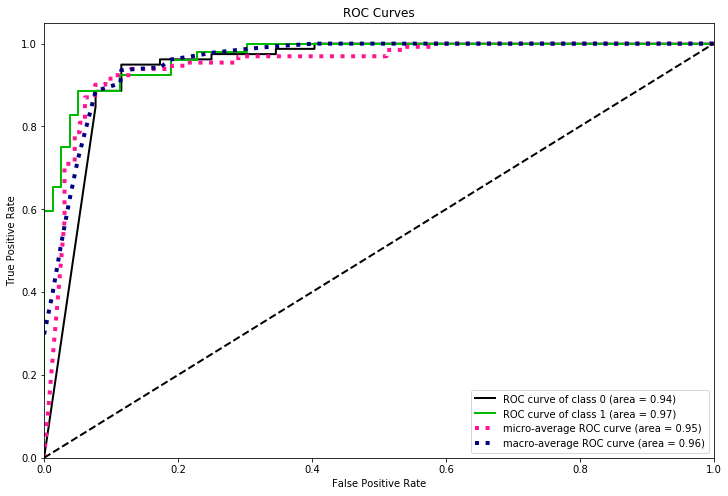 ROC Curves
True Positive Rate
1.0
0.8
0.6
0.4
0.2
0.0
0.0 0.2 0.4 0.6 0.8 1.0
False Positive Rate
ROC curve of class 0 (area = 0.94)
ROC curve of class 1 (area = 0.97)
micro-average ROC curve (area = 0.95)
macro-average ROC curve (area = 0.96)